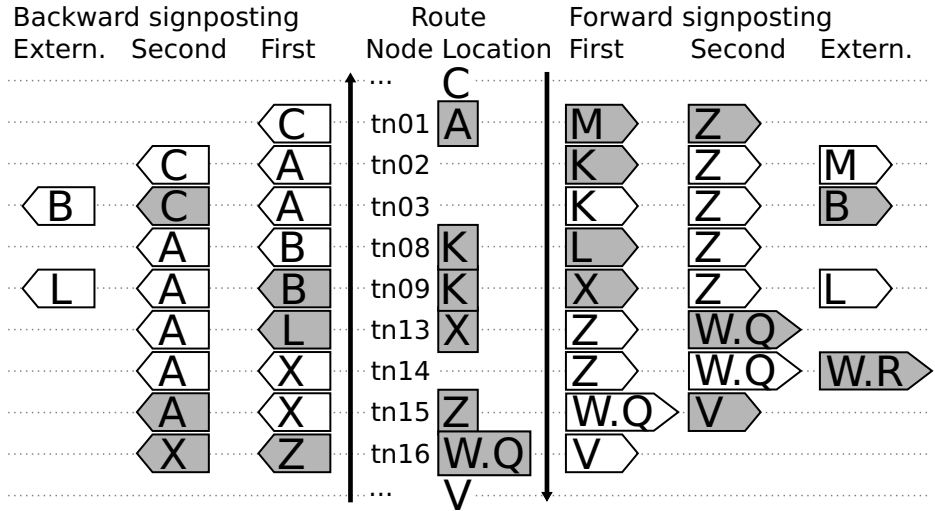 Backward signposting Route Forward signposting
Extern. Second First Node Location First Second Extern.
... C
C tn01 A M Z
C A tn02 K Z M
B C A tn03 K Z B
A B tn08 K L Z
L A B tn09 K X Z L
A L tn13 X Z W.Q
A X tn14 Z W.Q W.R
A X tn15 Z W.Q V
X Z tn16 W.Q V
... V